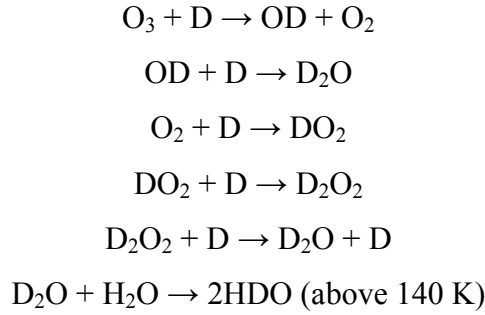 O₃ + D → OD + O₂
OD + D → D₂O
O₂ + D → DO₂
DO₂ + D → D₂O₂
D₂O₂ + D → D₂O + D
D₂O + H₂O → 2HDO (above 140 K)